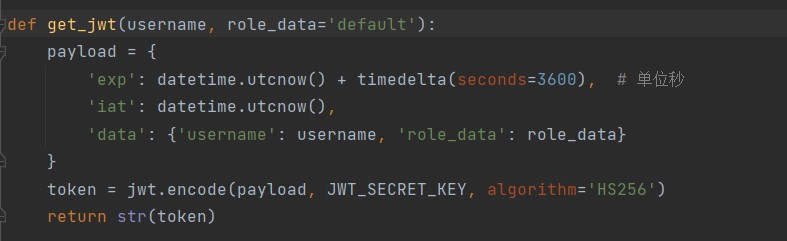 def get_jwt(username, role_data='default'):
    payload = {
        'exp': datetime.utcnow() + timedelta(seconds=3600),  # 单位秒
        'iat': datetime.utcnow(),
        'data': {'username': username, 'role_data': role_data}
    }
    token = jwt.encode(payload, JWT_SECRET_KEY, algorithm='HS256')
    return str(token)